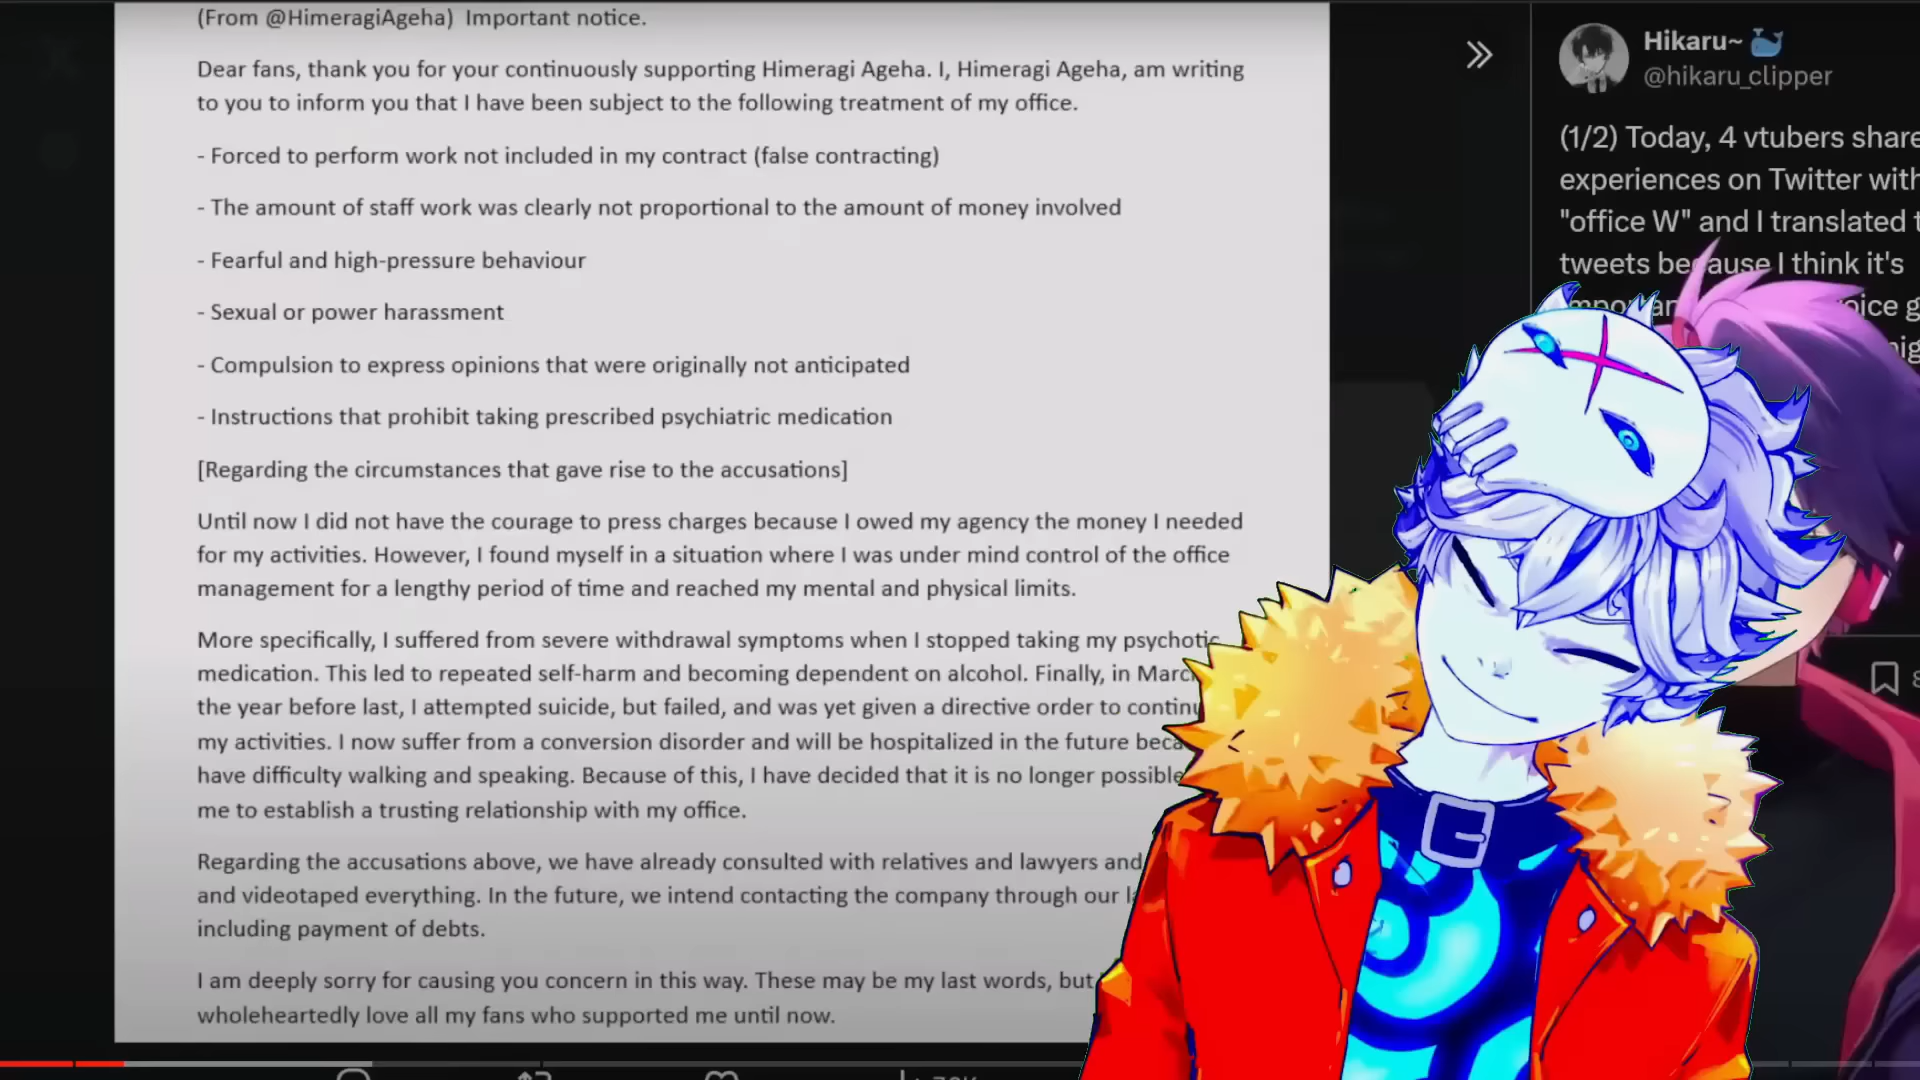 (From @HimeragiAgeha) Important notice.
Dear fans, thank you for your continuously supporting Himeragi Ageha. I, Himeragi Ageha, am writing
to you to inform you that I have been subject to the following treatment of my office.
- Forced to perform work not included in my contract (false contracting)
- The amount of staff work was clearly not proportional to the amount of money involved
- Fearful and high-pressure behaviour
- Sexual or power harassment
- Compulsion to express opinions that were originally not anticipated
- Instructions that prohibit taking prescribed psychiatric medication
[Regarding the circumstances that gave rise to the accusations]
Until now I did not have the courage to press charges because I owed my agency the money I needed
for my activities. However, I found myself in a situation where I was under mind control of the office
management for a lengthy period of time and reached my mental and physical limits.
More specifically, I suffered from severe withdrawal symptoms when I stopped taking my psychotic
medication. This led to repeated self-harm and becoming dependent on alcohol. Finally, in
the year before last, I attempted suicide, but failed, and was yet given a directive order to
my activities. I now suffer from a conversion disorder and will be hospitalized in the future
have difficulty walking and speaking. Because of this, I have decided that it is no longer possible
me to establish a trusting relationship with my office.
Regarding the accusations above, we have already consulted with relatives and lawyers and
and videotaped everything. In the future, we intend contacting the company through our
including payment of debts.
I am deeply sorry for causing you concern in this way. These may be my last words, but
wholeheartedly love all my fans who supported me until now.
Hikaru~
@hikaru_clipper
(1/2) Today, 4 vtubers share
experiences on Twitter with
"office W" and I translated
tweets because I think it's